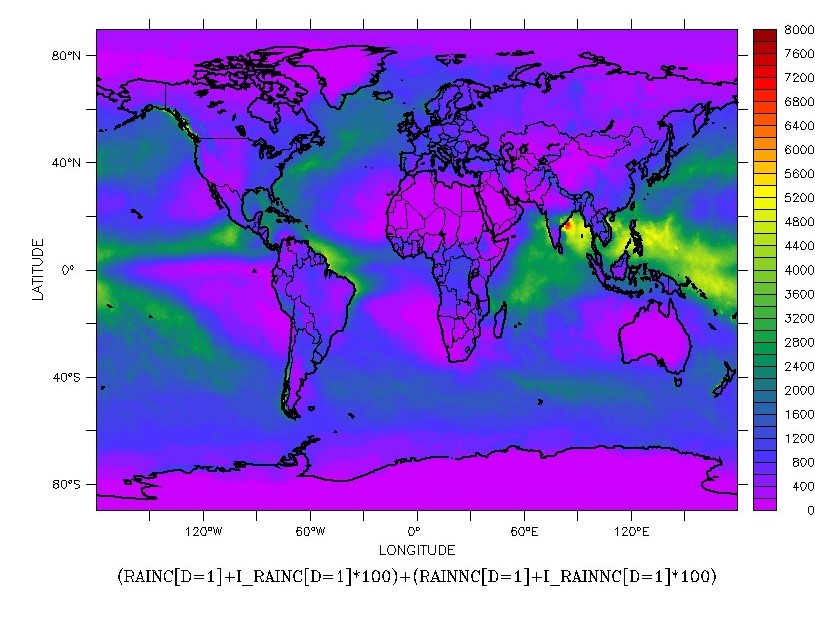 80°N
40°N
0°
40°S
80°S
LATITUDE
120°W 60°W 0° 60°E 120°E
LONGITUDE
8000
7600
7200
6800
6400
6000
5600
5200
4800
4400
4000
3600
3200
2800
2400
2000
1600
1200
800
400
0
(RAINC[D=1]+I_RAINC[D=1]*100)+(RAINNC[D=1]+I_RAINNC[D=1]*100)